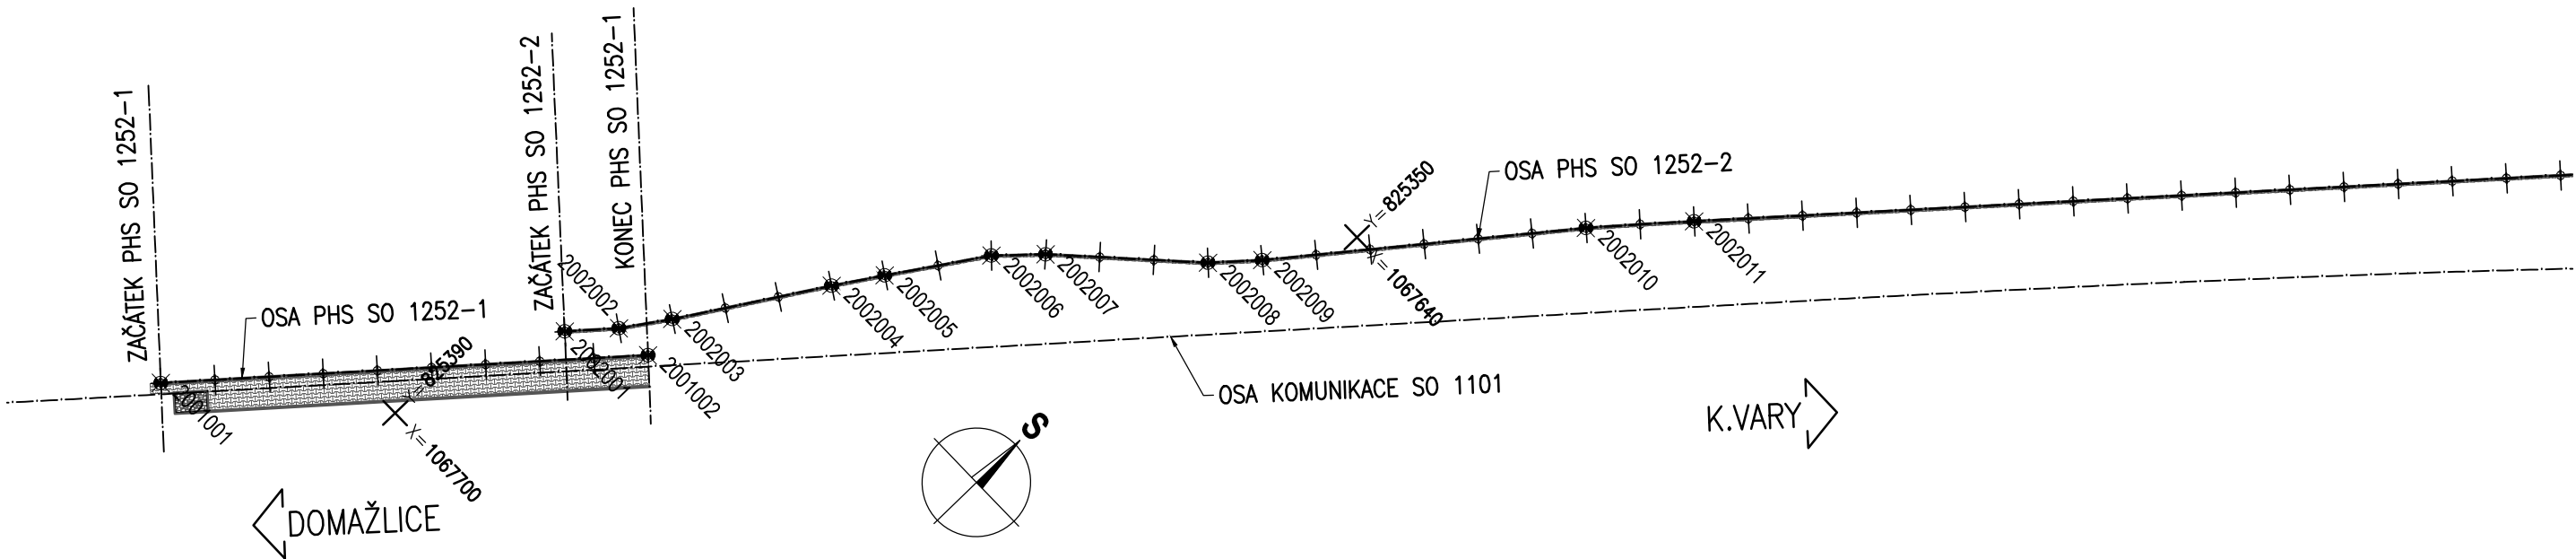 ZAČÁTEK PHS SO 1252-1
OSA PHS SO 1252-1
ZAČÁTEK PHS SO 1252-2
KONEC PHS SO 1252-1
2002002
2001001
Y=825390
X=1067700
2002001
2001002
2002003
2002004
2002005
2002006
2002007
2002008
2002009
Y=825350
X=1067640
OSA PHS SO 1252-2
2002010
2002011
OSA KOMUNIKACE SO 1101
S
K.VARY
DOMAŽLICE